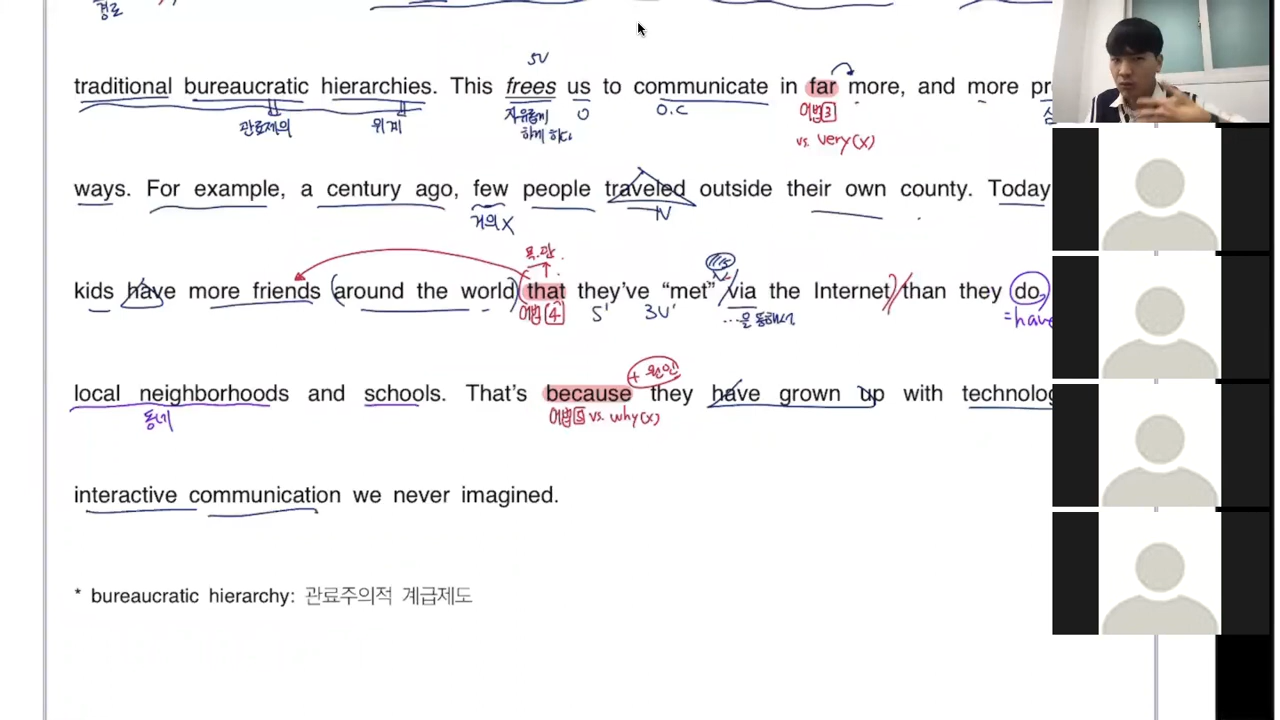 경로
5V
traditional bureaucratic hierarchies. This frees us to communicate in far more, and more pr
관료제의 위계 자유롭게 하게 하다 O O.C 어법3
vs. very(x)
ways. For example, a century ago, few people traveled outside their own county. Today
거의X 1V
목.관.
kids have more friends (around the world) that they've “met” via the Internet) than they do,
어법4 S' 3V' ...을 통해서 =have
+ 원인
local neighborhoods and schools. That's because they have grown up with technolog
동네 어법5 vs. why(x)
interactive communication we never imagined.
* bureaucratic hierarchy: 관료주의적 계급제도